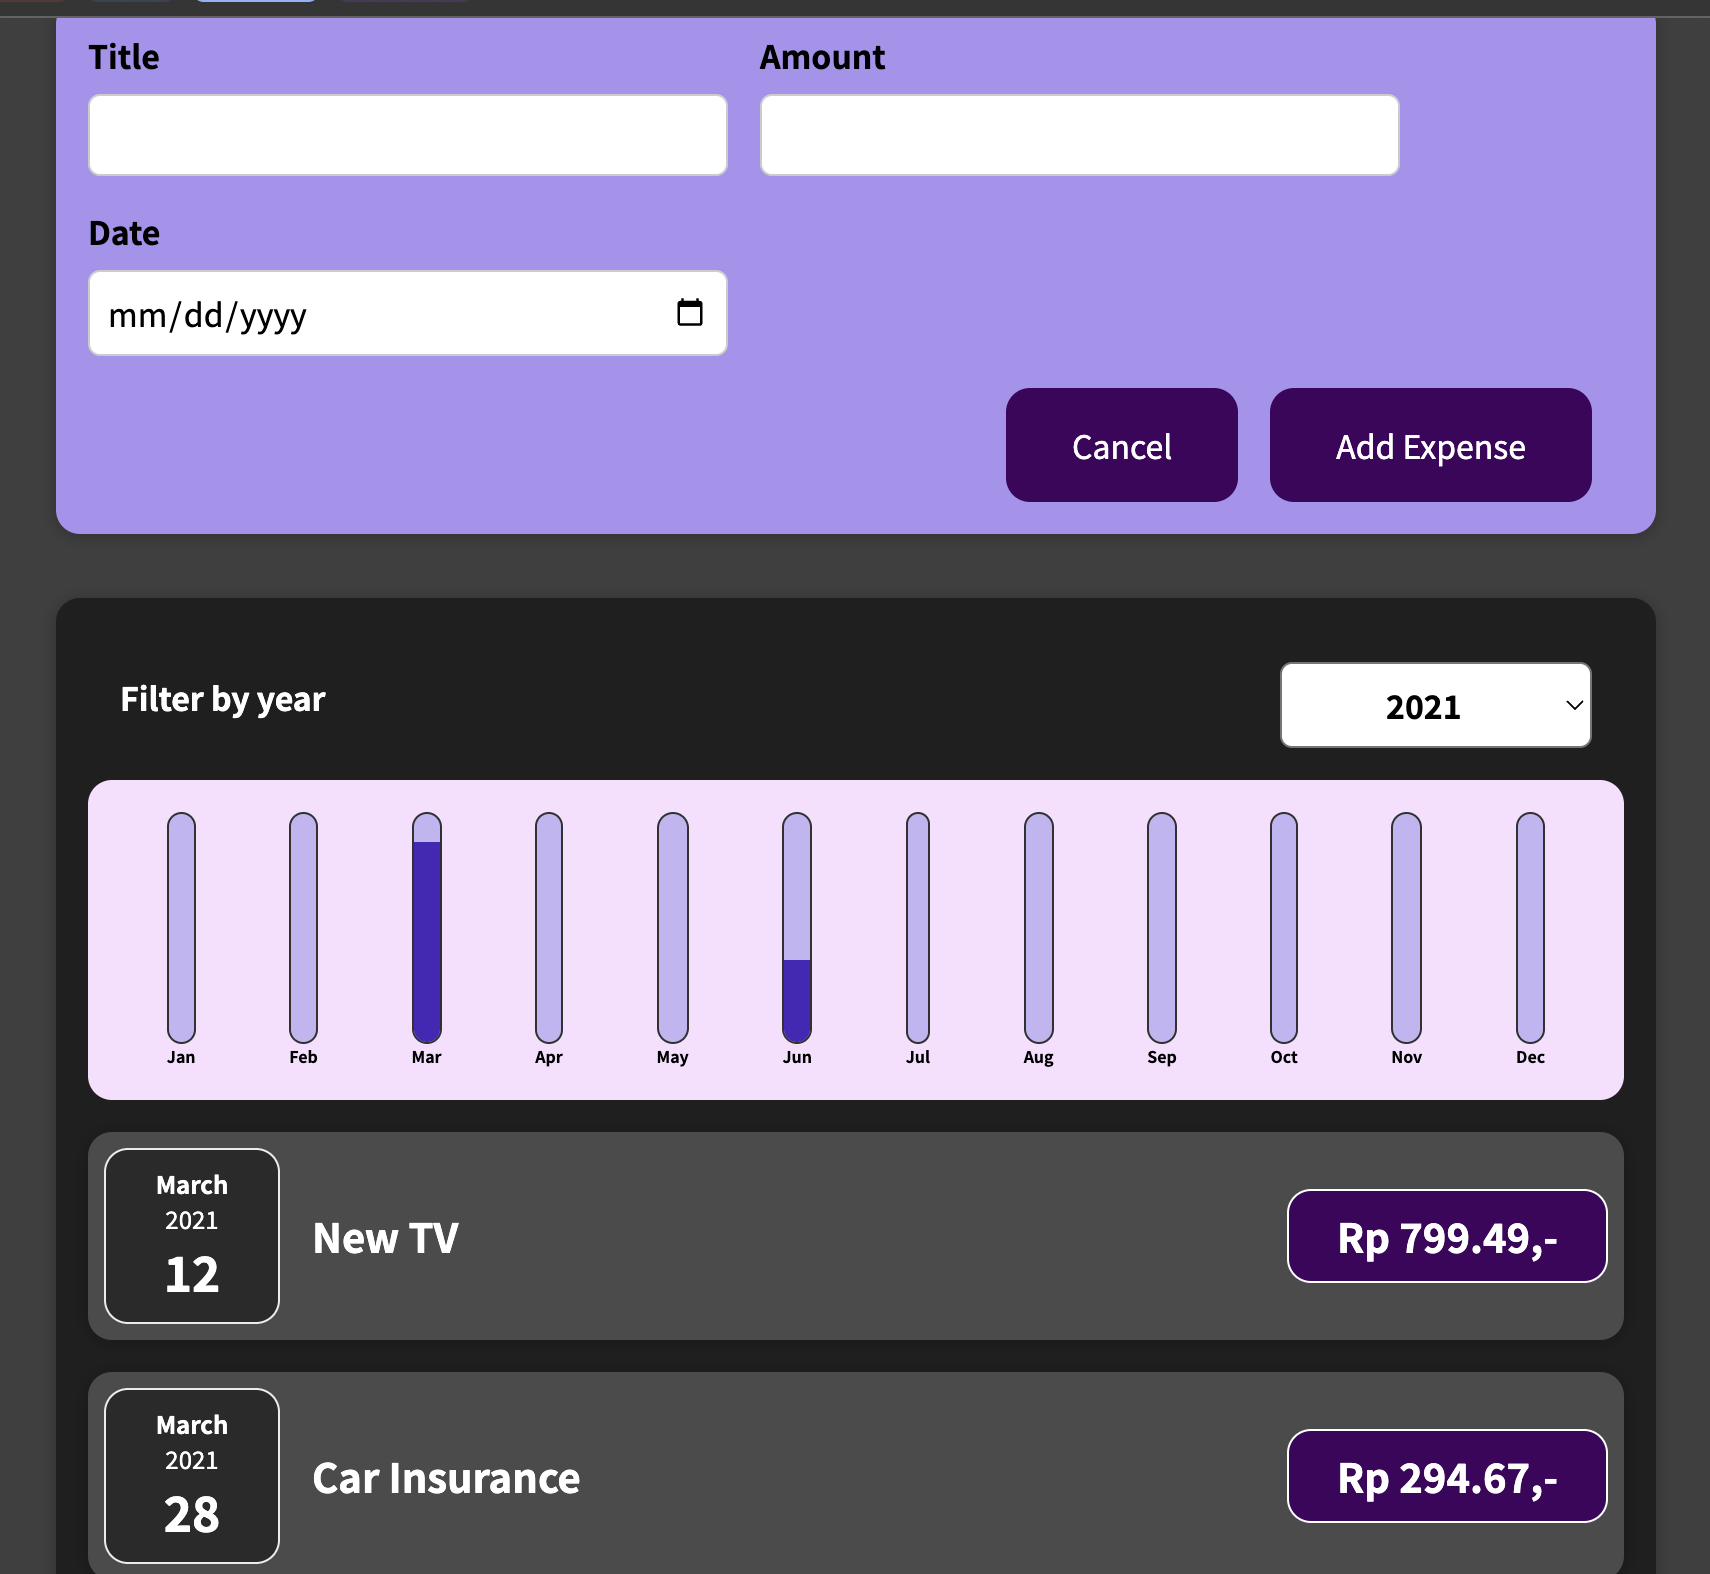 Title
Amount
Date
mm/dd/yyyy
Cancel
Add Expense
Filter by year
2021
Jan
Feb
Mar
Apr
May
Jun
Jul
Aug
Sep
Oct
Nov
Dec
March
2021
12
New TV
Rp 799.49,-
March
2021
28
Car Insurance
Rp 294.67,-